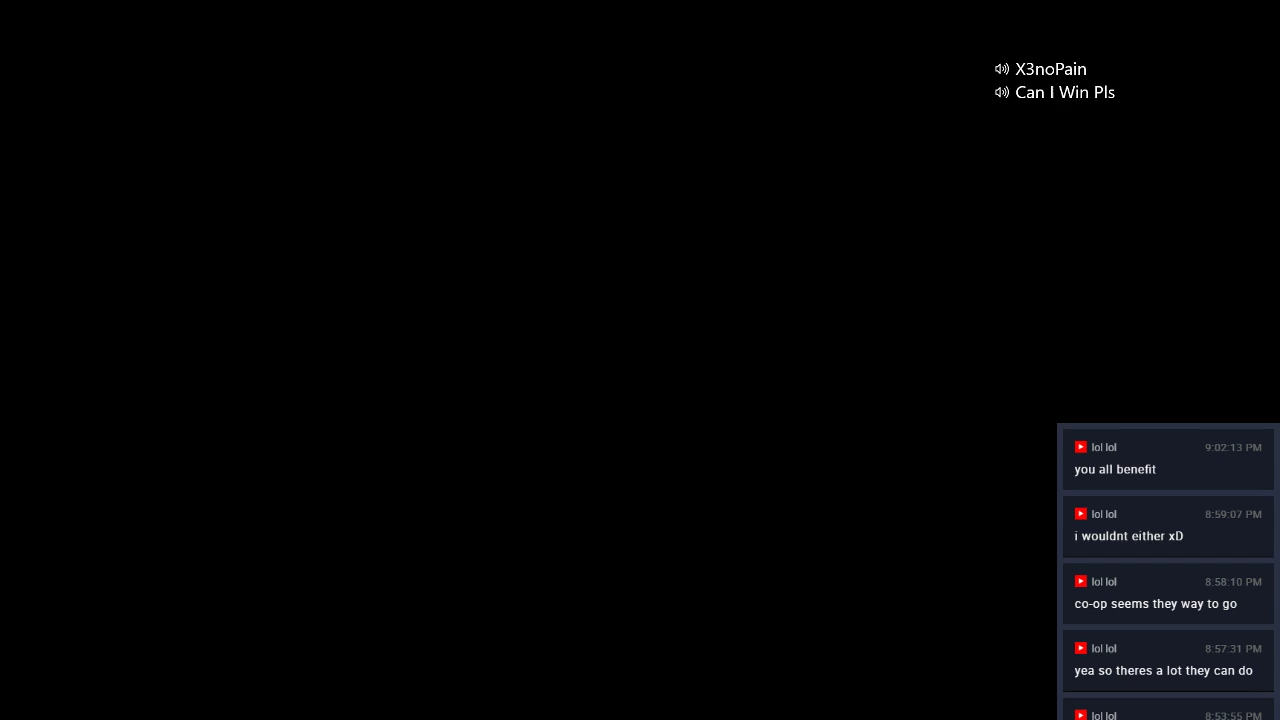 X3noPain
Can I Win Pls
lol lol 9:02:13 PM
you all benefit
lol lol 8:59:07 PM
i wouldnt either xD
lol lol 8:58:10 PM
co-op seems they way to go
lol lol 8:57:31 PM
yea so theres a lot they can do
lol lol 8:53:55 PM